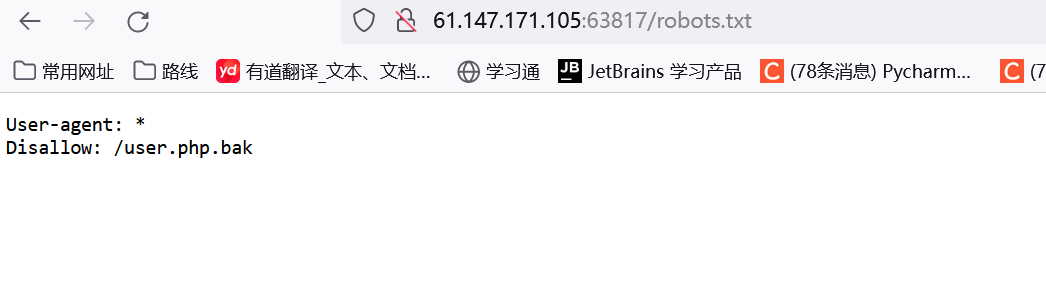 61.147.171.105:63817/robots.txt
常用网址 路线 yd 有道翻译_文本、文档... 学习通 JB JetBrains 学习产品 C (78条消息) Pycharm... C (7
User-agent: *
Disallow: /user.php.bak